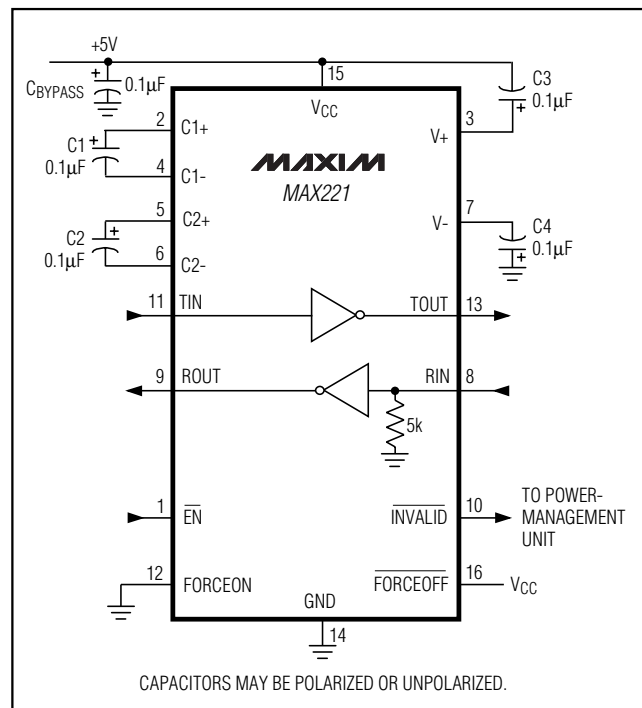 +5V
CBYPASS
+
0.1µF
15
VCC
C3
0.1µF
+
3
V+
2
C1+
C1
+
0.1µF
4
C1-
MAXIM
MAX221
5
C2+
C2
+
0.1µF
6
C2-
7
V-
C4
0.1µF
+
11
TIN
TOUT
13
9
ROUT
RIN
8
5k
1
EN
INVALID
10
TO POWER-
MANAGEMENT
UNIT
12
FORCEON
FORCEOFF
16
VCC
GND
14
CAPACITORS MAY BE POLARIZED OR UNPOLARIZED.